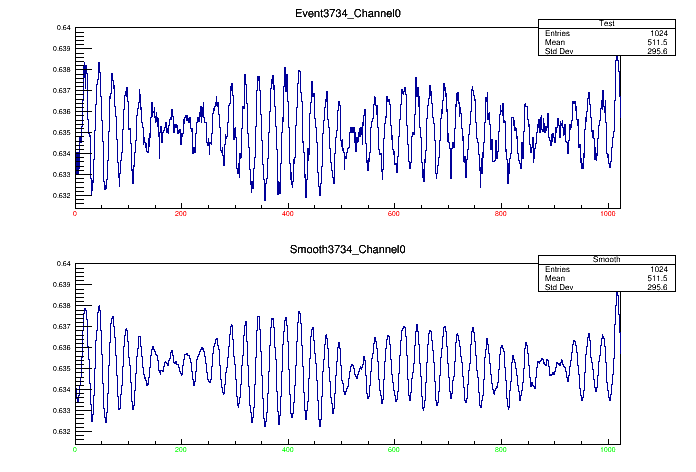 Event3734_Channel0
Test
Entries 1024
Mean 511.5
Std Dev 295.6
0.64
0.639
0.638
0.637
0.636
0.635
0.634
0.633
0.632
0 200 400 600 800 1000
Smooth3734_Channel0
Smooth
Entries 1024
Mean 511.5
Std Dev 295.6
0.64
0.639
0.638
0.637
0.636
0.635
0.634
0.633
0.632
0 200 400 600 800 1000